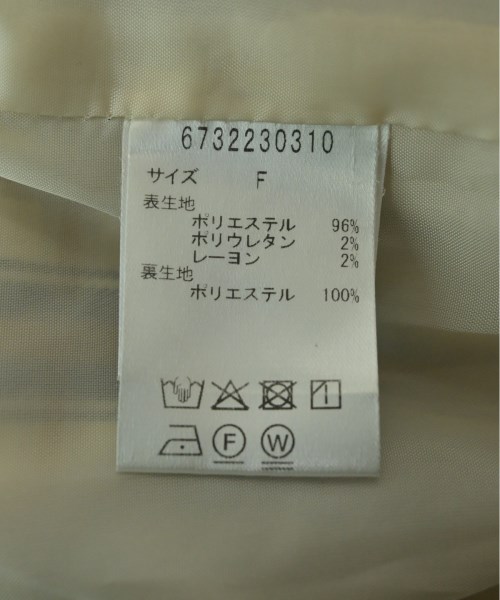 6732230310
サイズ F
表生地
ポリエステル 96%
ポリウレタン 2%
レーヨン 2%
裏生地
ポリエステル 100%
F W